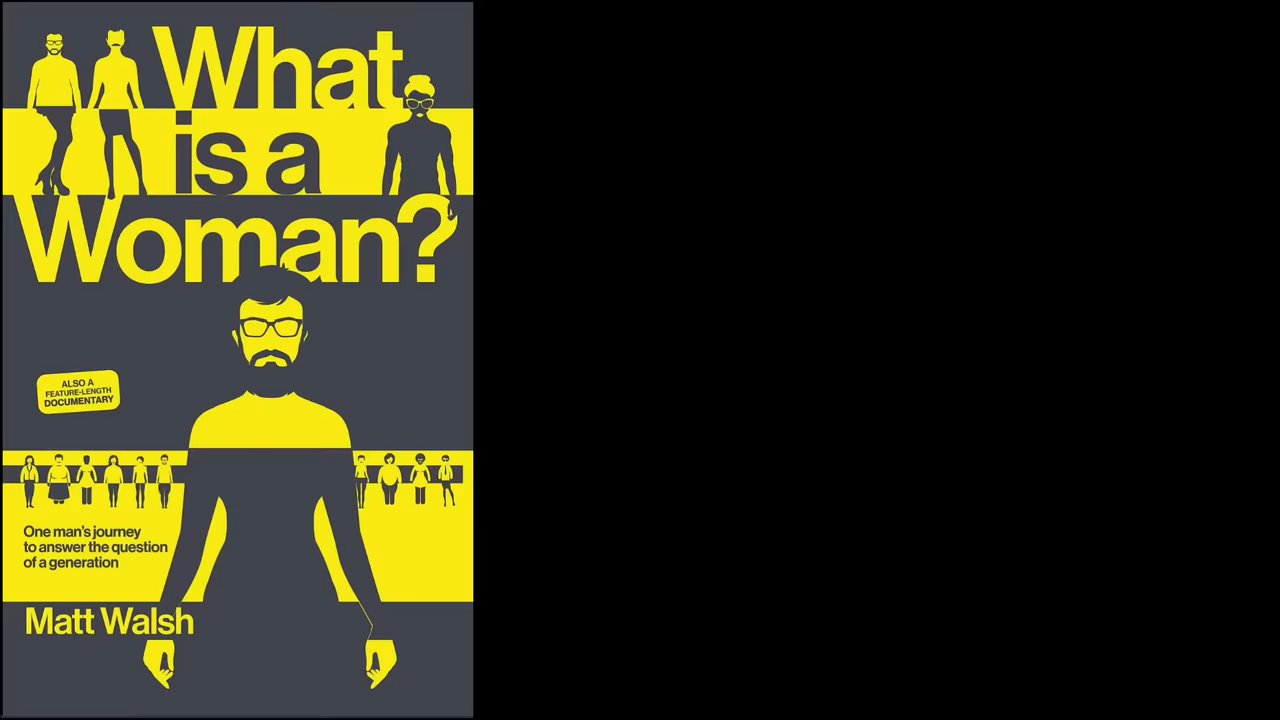 What
is a
Woman?
ALSO A
FEATURE-LENGTH
DOCUMENTARY
One man's journey
to answer the question
of a generation
Matt Walsh